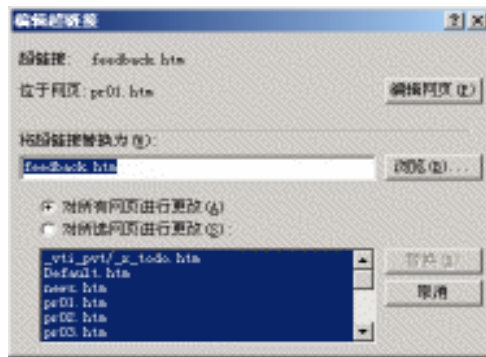 编辑超链接
超链接: feedback.htm
位于网页: pr01.htm
编辑网页(E)
将超链接替换为(H):
feedback.htm
浏览(B)...
对所有网页进行更改(A)
对所选网页进行更改(S):
_vti_pvt/_x_todo.htm
Default.htm
news.htm
pr01.htm
pr02.htm
pr03.htm
替换(R)
取消